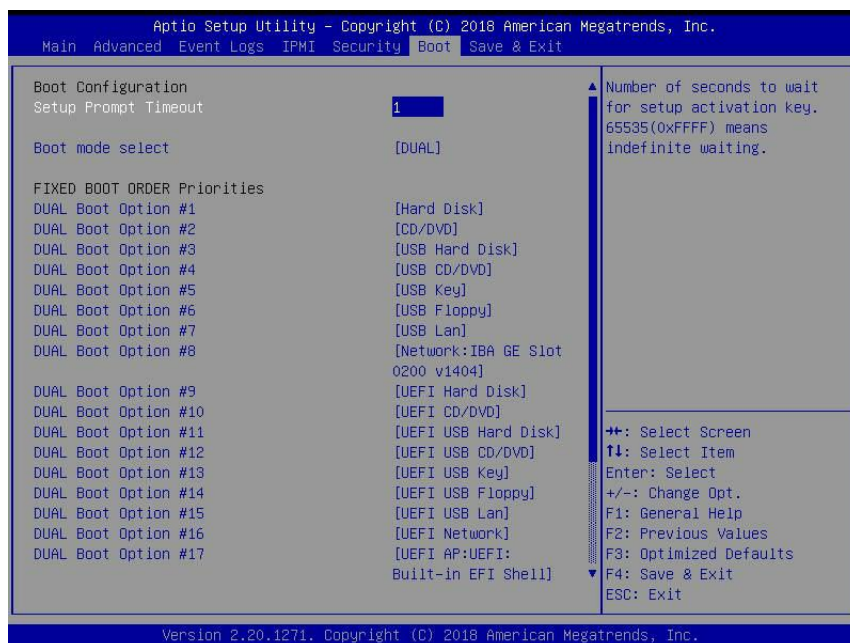 Aptio Setup Utility – Copyright (C) 2018 American Megatrends, Inc.
Main Advanced Event Logs IPMI Security Boot Save & Exit
Boot Configuration
Setup Prompt Timeout 1
Boot mode select [DUAL]
FIXED BOOT ORDER Priorities
DUAL Boot Option #1 [Hard Disk]
DUAL Boot Option #2 [CD/DVD]
DUAL Boot Option #3 [USB Hard Disk]
DUAL Boot Option #4 [USB CD/DVD]
DUAL Boot Option #5 [USB Key]
DUAL Boot Option #6 [USB Floppy]
DUAL Boot Option #7 [USB Lan]
DUAL Boot Option #8 [Network:IBA GE Slot
0200 v1404]
DUAL Boot Option #9 [UEFI Hard Disk]
DUAL Boot Option #10 [UEFI CD/DVD]
DUAL Boot Option #11 [UEFI USB Hard Disk]
DUAL Boot Option #12 [UEFI USB CD/DVD]
DUAL Boot Option #13 [UEFI USB Key]
DUAL Boot Option #14 [UEFI USB Floppy]
DUAL Boot Option #15 [UEFI USB Lan]
DUAL Boot Option #16 [UEFI Network]
DUAL Boot Option #17 [UEFI AP:UEFI:
Built-in EFI Shell]
Number of seconds to wait
for setup activation key.
65535(0xFFFF) means
indefinite waiting.
→←: Select Screen
↑↓: Select Item
Enter: Select
+/-: Change Opt.
F1: General Help
F2: Previous Values
F3: Optimized Defaults
F4: Save & Exit
ESC: Exit
Version 2.20.1271. Copyright (C) 2018 American Megatrends, Inc.